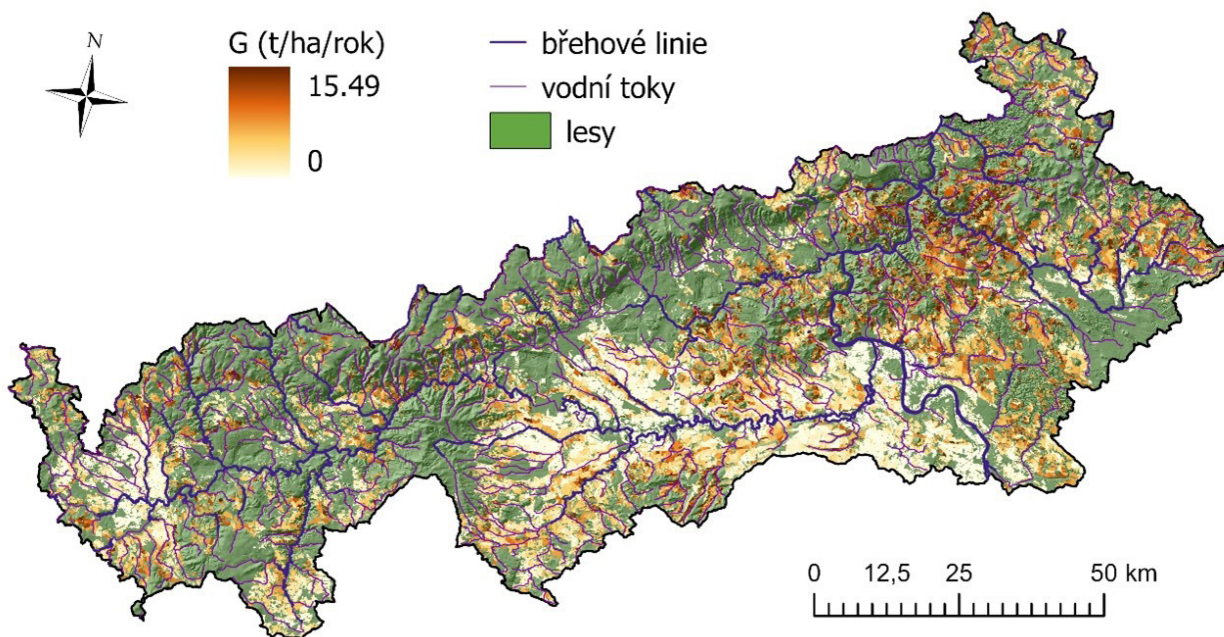 N
G (t/ha/rok)
15.49
0
břehové linie
vodní toky
lesy
0 12,5 25 50 km